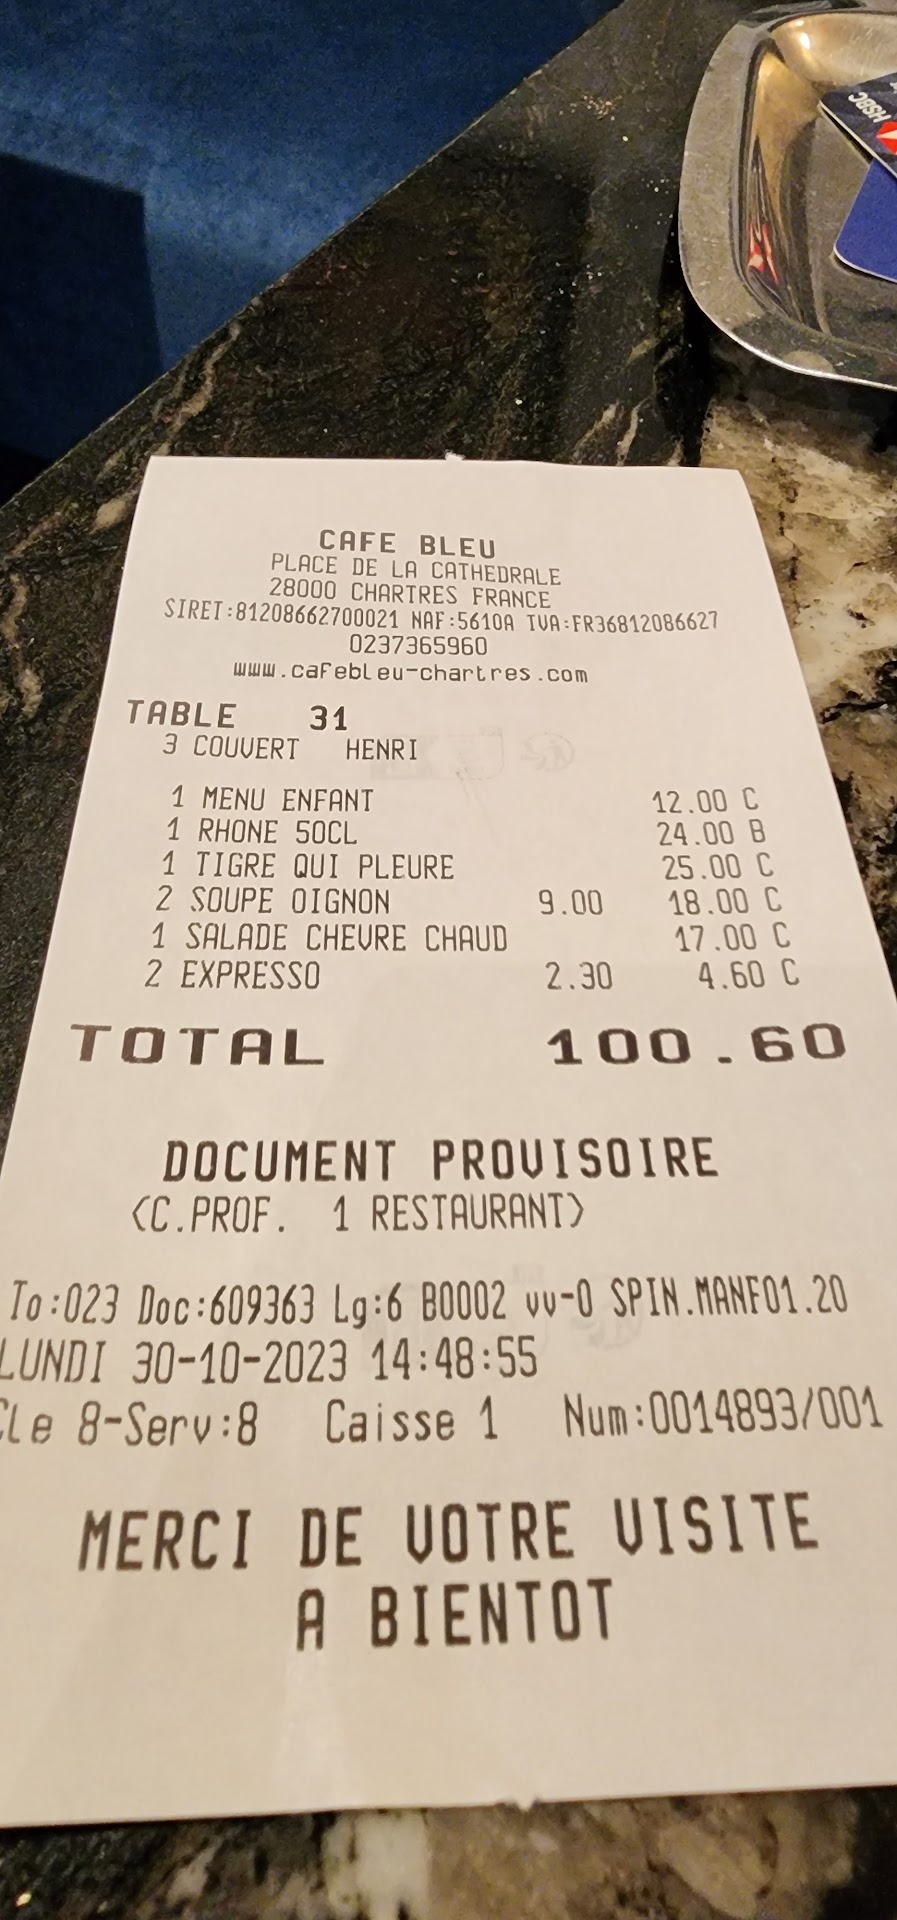 HSBC
CAFE BLEU
PLACE DE LA CATHEDRALE
28000 CHARTRES FRANCE
SIRET:81208662700021 NAF:5610A TVA:FR36812086627
0237365960
www.cafebleu-chartres.com
TABLE 31
3 COUVERT HENRI
1 MENU ENFANT 12.00 C
1 RHONE 50CL 24.00 B
1 TIGRE QUI PLEURE 25.00 C
2 SOUPE OIGNON 9.00 18.00 C
1 SALADE CHEVRE CHAUD 17.00 C
2 EXPRESSO 2.30 4.60 C
TOTAL 100.60
DOCUMENT PROVISOIRE
(C.PROF. 1 RESTAURANT)
To:023 Doc:609363 Lg:6 B0002 vv-0 SPIN.MANF01.20
LUNDI 30-10-2023 14:48:55
Cle 8-Serv:8 Caisse 1 Num:0014893/001
MERCI DE VOTRE VISITE
A BIENTOT